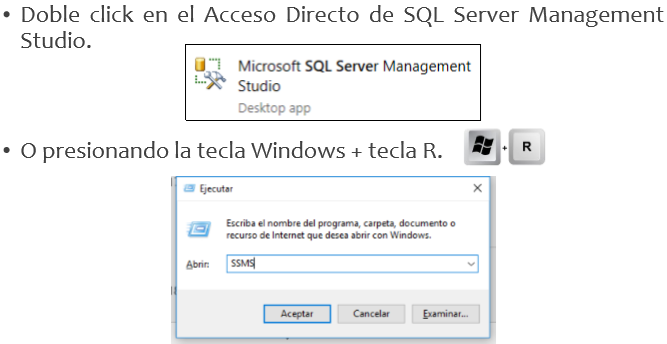 • Doble click en el Acceso Directo de SQL Server Management
Studio.
Microsoft SQL Server Management
Studio
Desktop app
• O presionando la tecla Windows + tecla R.
+ R
Ejecutar
Escriba el nombre del programa, carpeta, documento o
recurso de Internet que desea abrir con Windows.
Abrir: SSMS
Aceptar Cancelar Examinar...